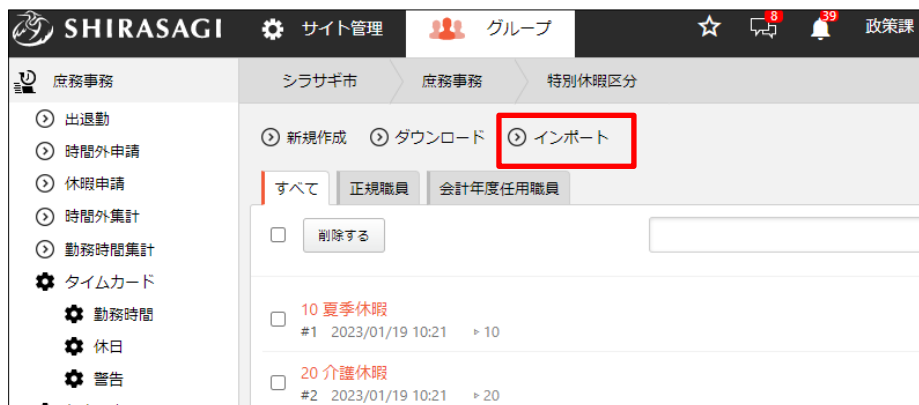 SHIRASAGI サイト管理 グループ 8 39 政策課
庶務事務
シラサギ市 庶務事務 特別休暇区分
出退勤
時間外申請
休暇申請
時間外集計
勤務時間集計
タイムカード
勤務時間
休日
警告
新規作成 ダウンロード インポート
すべて 正規職員 会計年度任用職員
削除する
10 夏季休暇
#1 2023/01/19 10:21 10
20 介護休暇
#2 2023/01/19 10:21 20